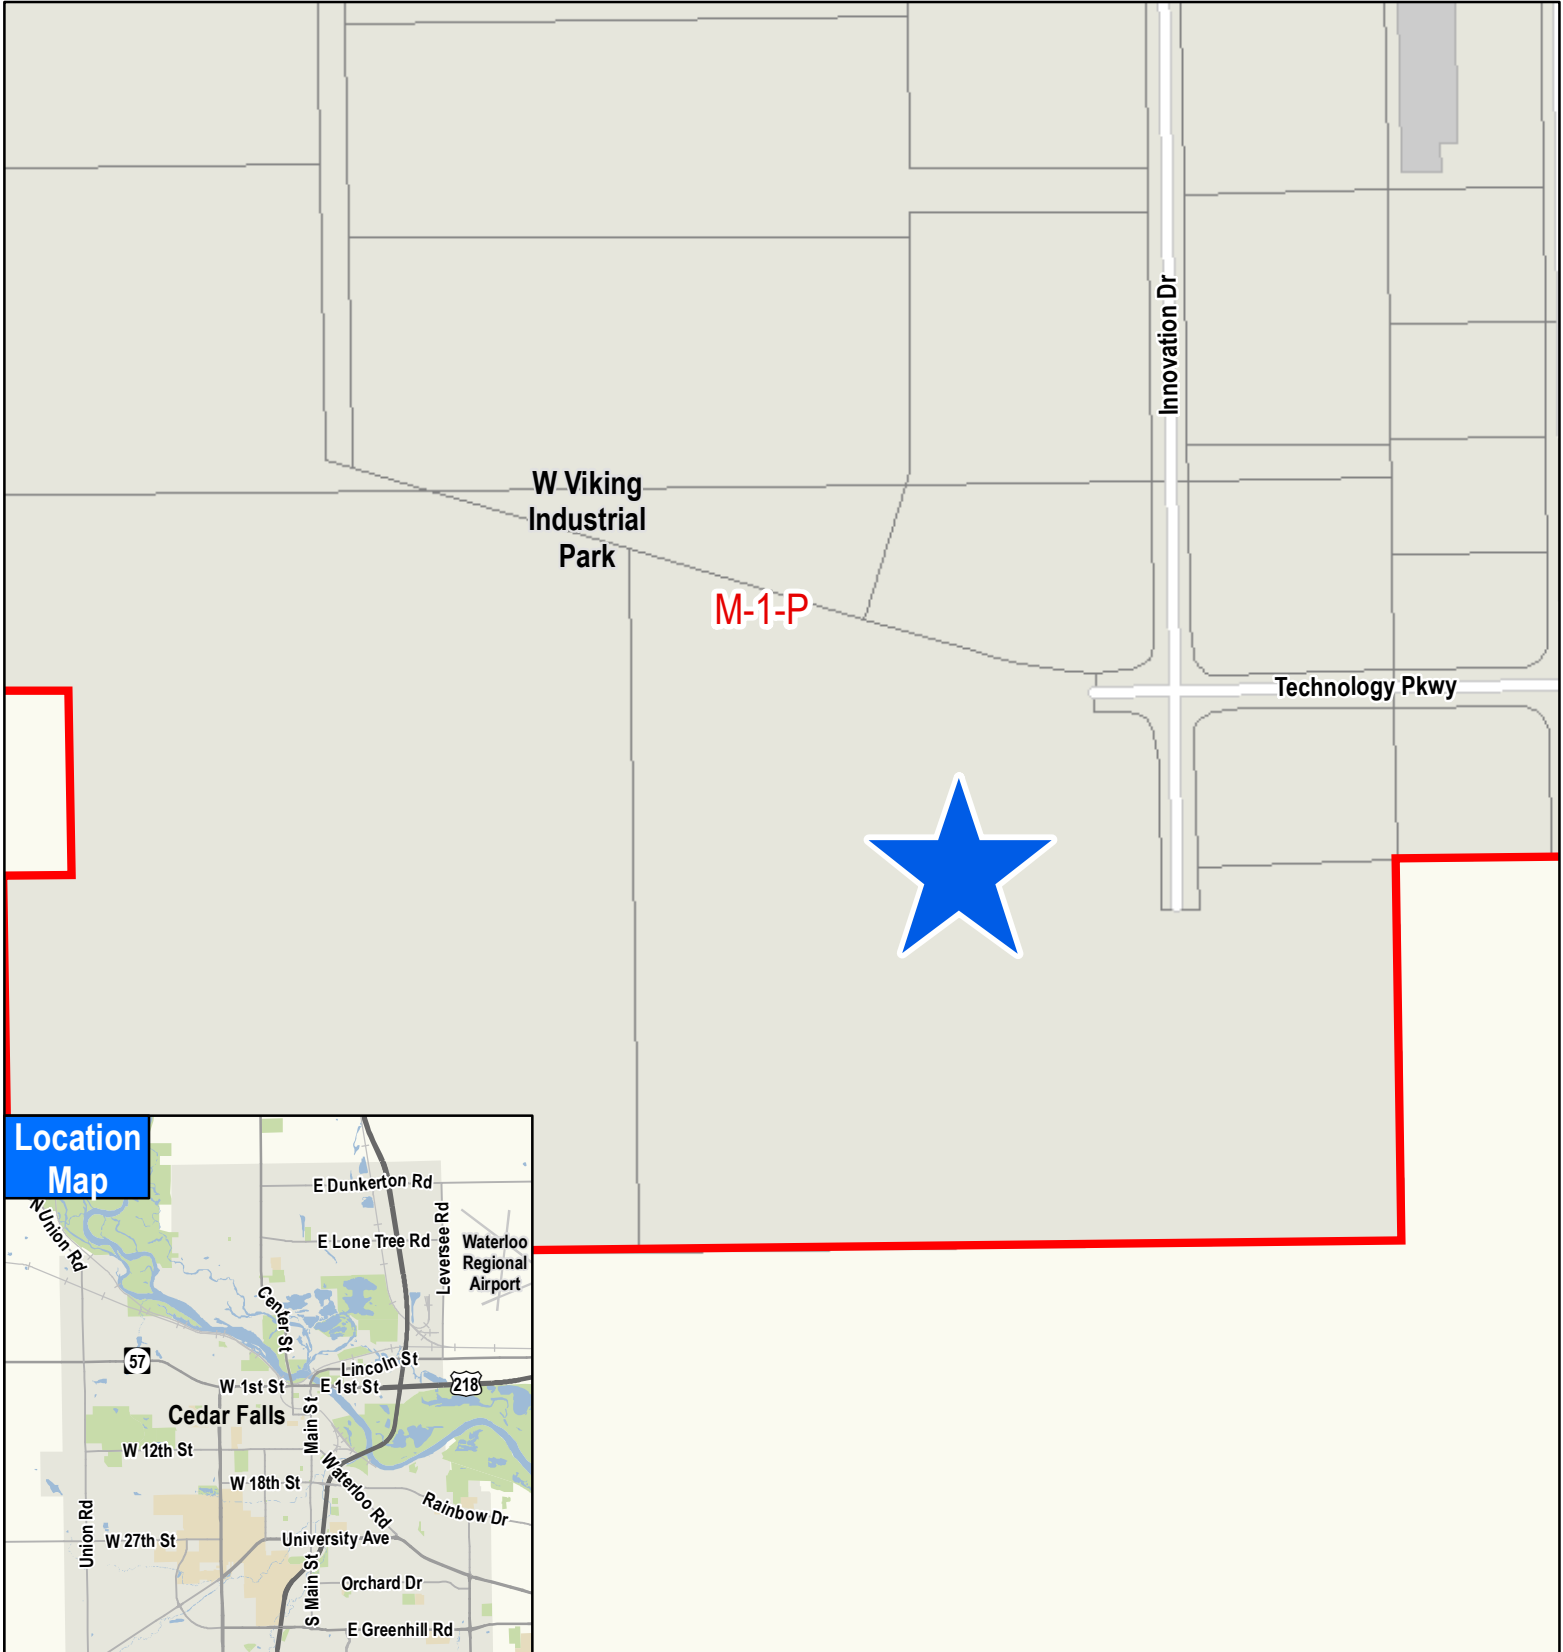 Innovation Dr
W Viking
Industrial
Park
M-1-P
Technology Pkwy
Location
Map
E Dunkerton Rd
N Union Rd
Leversee Rd
E Lone Tree Rd
Waterloo
Regional
Airport
Center St
57
Lincoln St
W 1st St
E 1st St
218
Cedar Falls
Main St
W 12th St
W 18th St
Waterloo Rd
Rainbow Dr
Union Rd
W 27th St
University Ave
S Main St
Orchard Dr
E Greenhill Rd